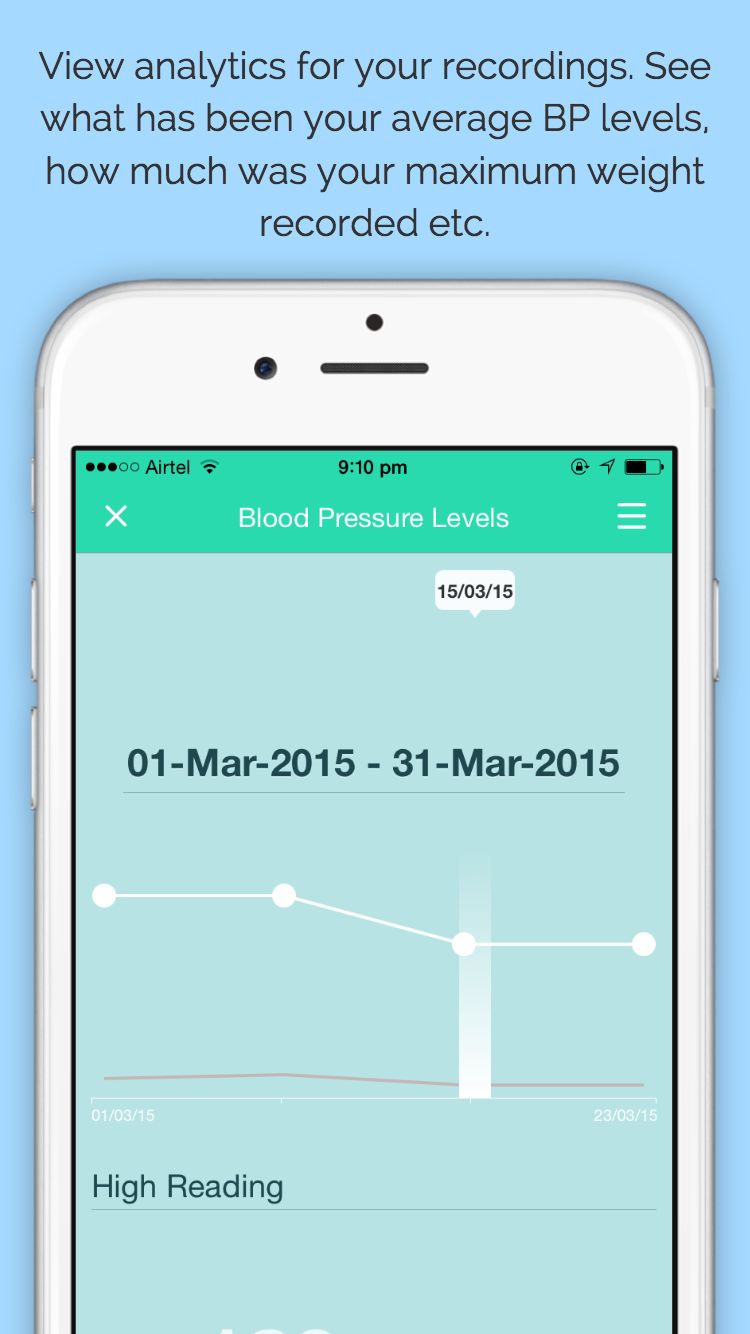 View analytics for your recordings. See
what has been your average BP levels,
how much was your maximum weight
recorded etc.
Airtel 9:10 pm
Blood Pressure Levels
15/03/15
01-Mar-2015 - 31-Mar-2015
01/03/15 23/03/15
High Reading